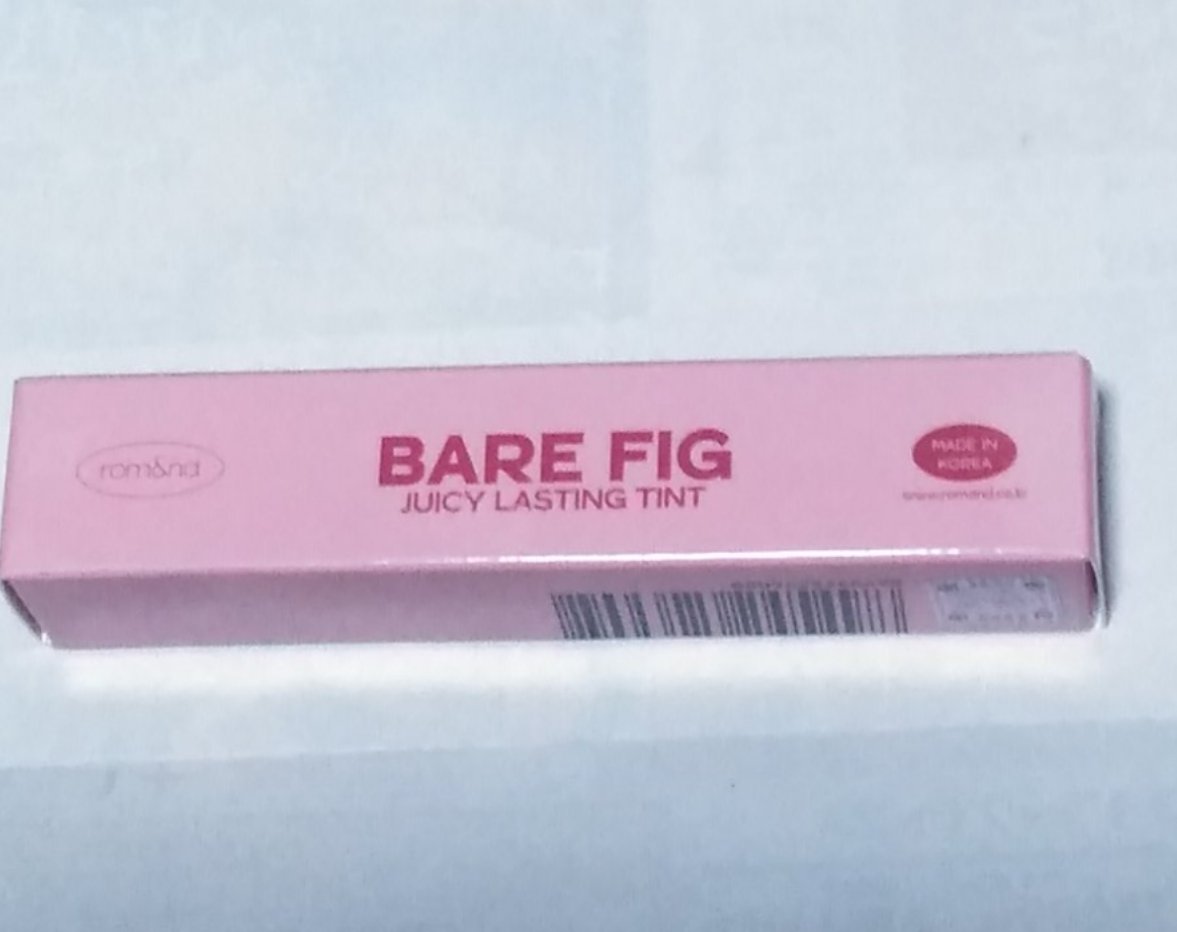 rom&nd
BARE FIG
JUICY LASTING TINT
MADE IN
KOREA
www.romand.co.kr